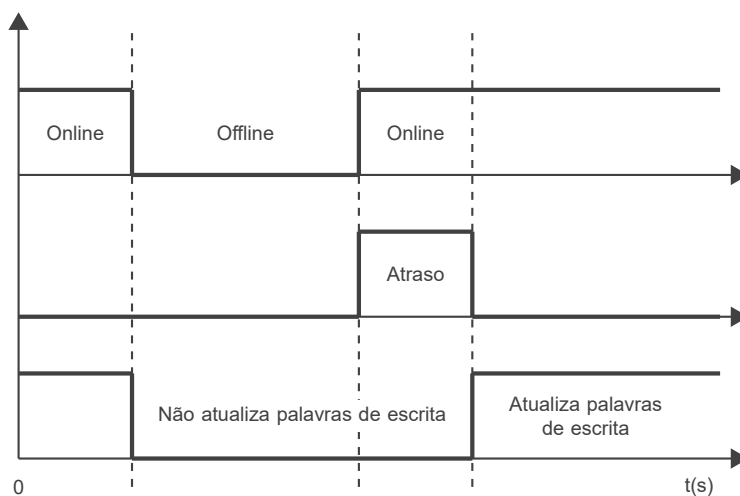 Online
Offline
Online
Atraso
Não atualiza palavras de escrita
Atualiza palavras
de escrita
0
t(s)